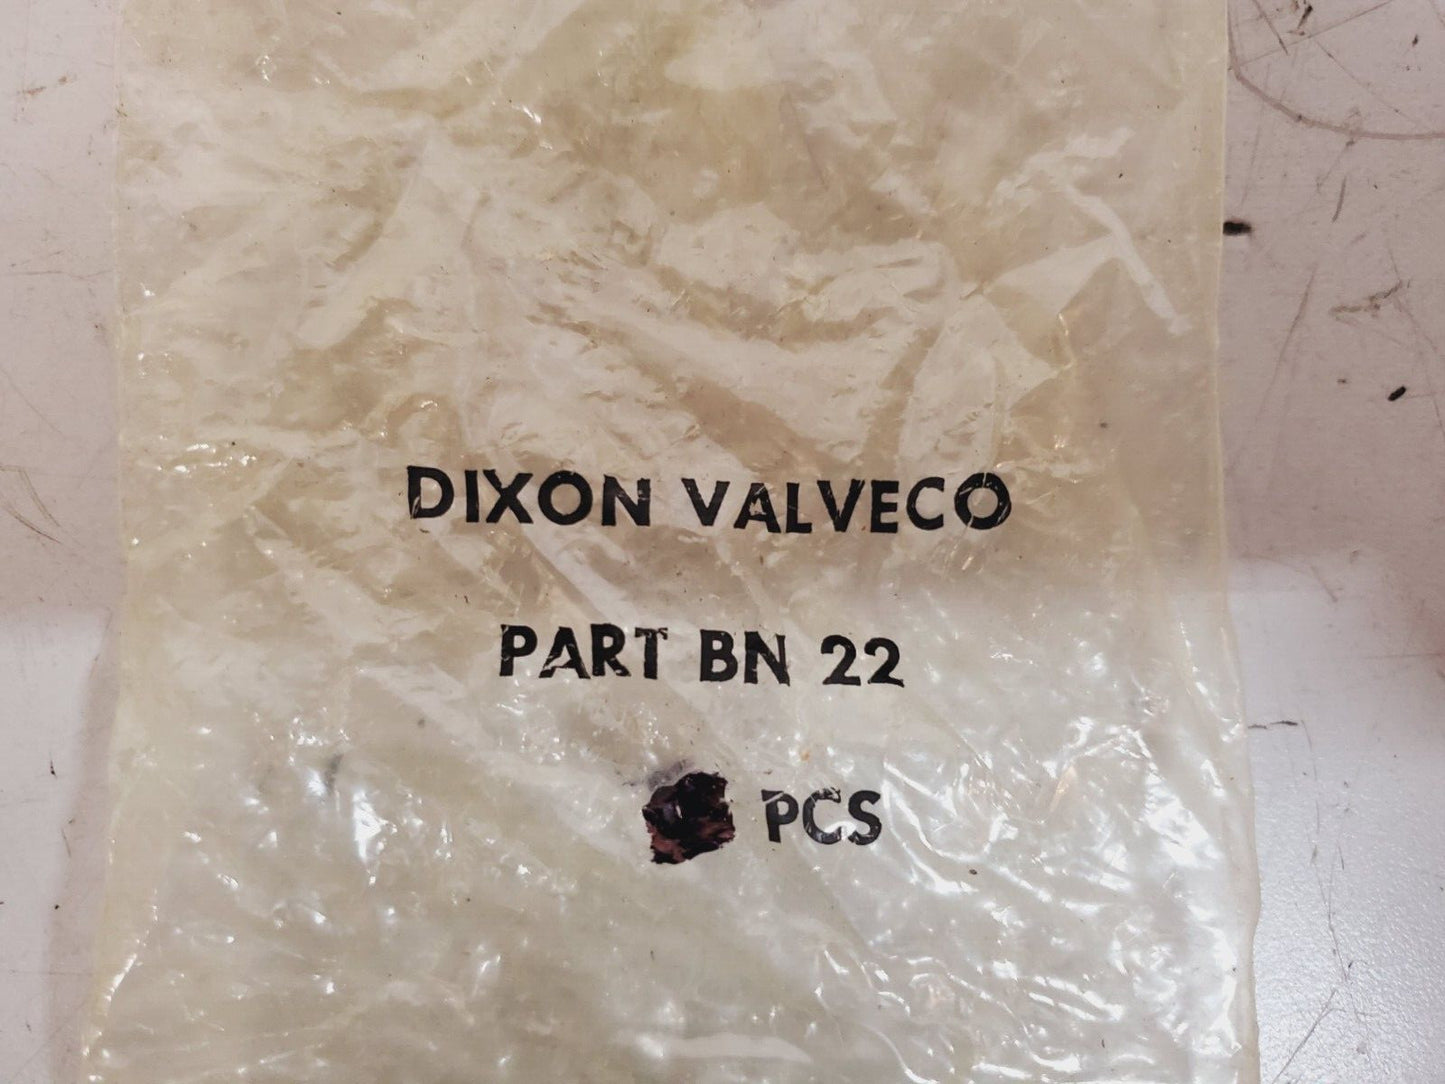 DIXON VALVECO
PART BN 22
PCS